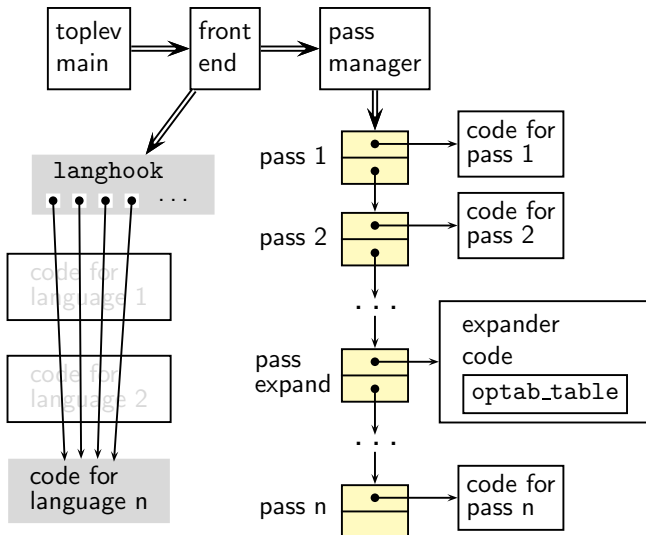 toplev
main
front
end
pass
manager
langhook
...
code for
language 1
code for
language 2
code for
language n
pass 1
code for
pass 1
pass 2
code for
pass 2
...
pass
expand
expander
code
optab_table
...
pass n
code for
pass n